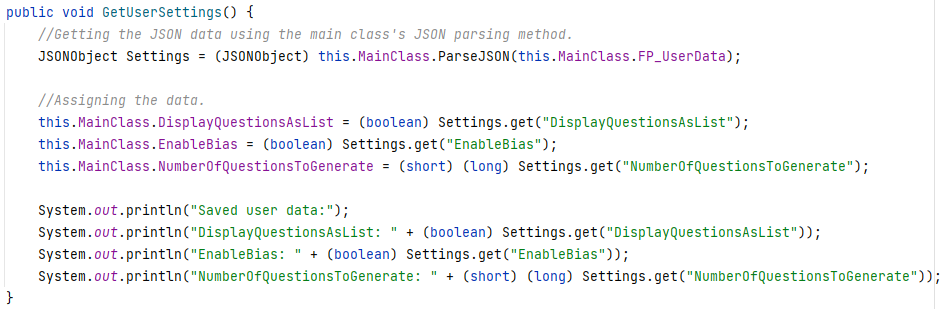 public void GetUserSettings() {
    //Getting the JSON data using the main class's JSON parsing method.
    JSONObject Settings = (JSONObject) this.MainClass.ParseJSON(this.MainClass.FP_UserData);

    //Assigning the data.
    this.MainClass.DisplayQuestionsAsList = (boolean) Settings.get("DisplayQuestionsAsList");
    this.MainClass.EnableBias = (boolean) Settings.get("EnableBias");
    this.MainClass.NumberOfQuestionsToGenerate = (short) (long) Settings.get("NumberOfQuestionsToGenerate");

    System.out.println("Saved user data:");
    System.out.println("DisplayQuestionsAsList: " + (boolean) Settings.get("DisplayQuestionsAsList"));
    System.out.println("EnableBias: " + (boolean) Settings.get("EnableBias"));
    System.out.println("NumberOfQuestionsToGenerate: " + (short) (long) Settings.get("NumberOfQuestionsToGenerate"));
}